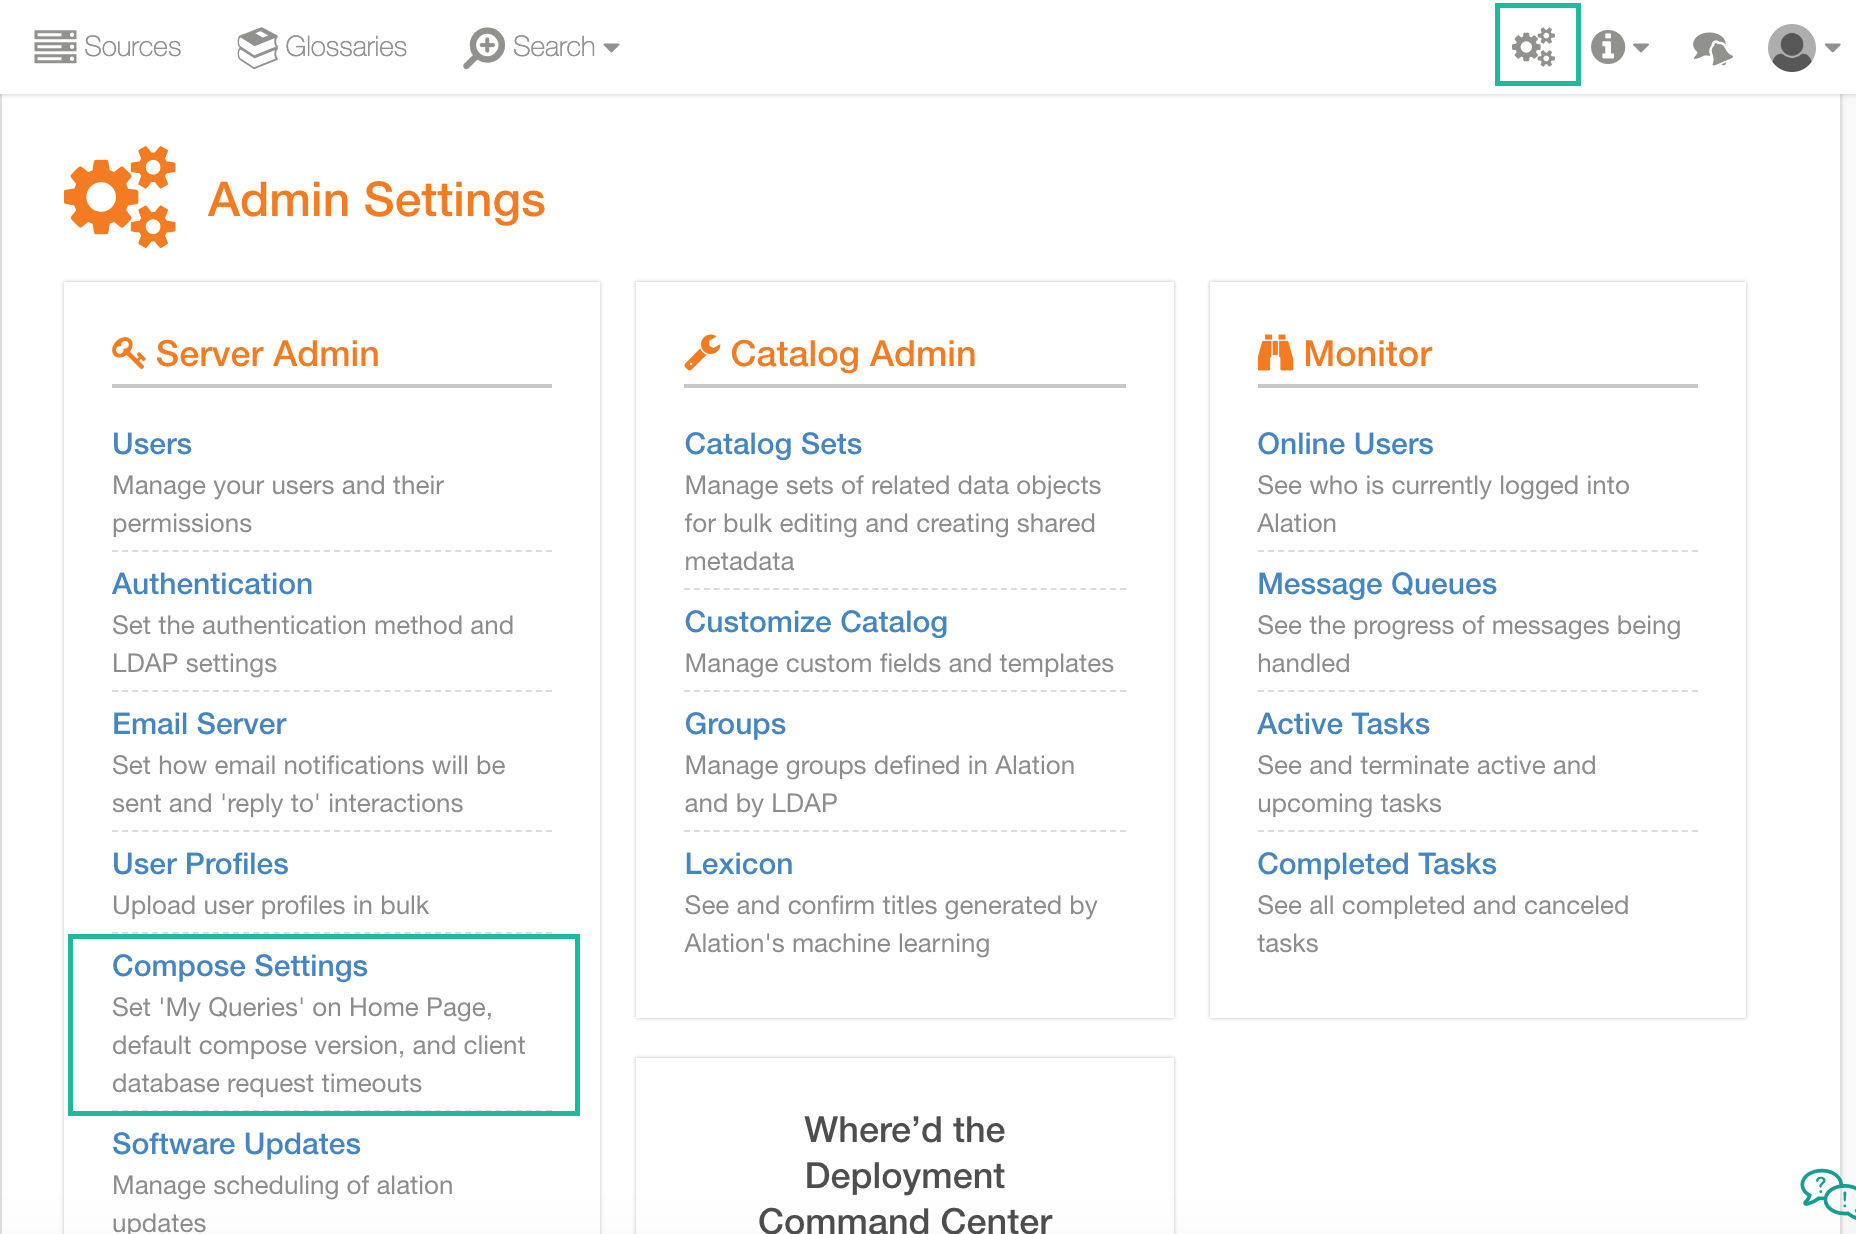 Sources
Glossaries
Search
Admin Settings
Server Admin
Users
Manage your users and their
permissions
Authentication
Set the authentication method and
LDAP settings
Email Server
Set how email notifications will be
sent and 'reply to' interactions
User Profiles
Upload user profiles in bulk
Compose Settings
Set 'My Queries' on Home Page,
default compose version, and client
database request timeouts
Software Updates
Manage scheduling of alation
updates
Catalog Admin
Catalog Sets
Manage sets of related data objects
for bulk editing and creating shared
metadata
Customize Catalog
Manage custom fields and templates
Groups
Manage groups defined in Alation
and by LDAP
Lexicon
See and confirm titles generated by
Alation's machine learning
Where’d the
Deployment
Command Center
Monitor
Online Users
See who is currently logged into
Alation
Message Queues
See the progress of messages being
handled
Active Tasks
See and terminate active and
upcoming tasks
Completed Tasks
See all completed and canceled
tasks